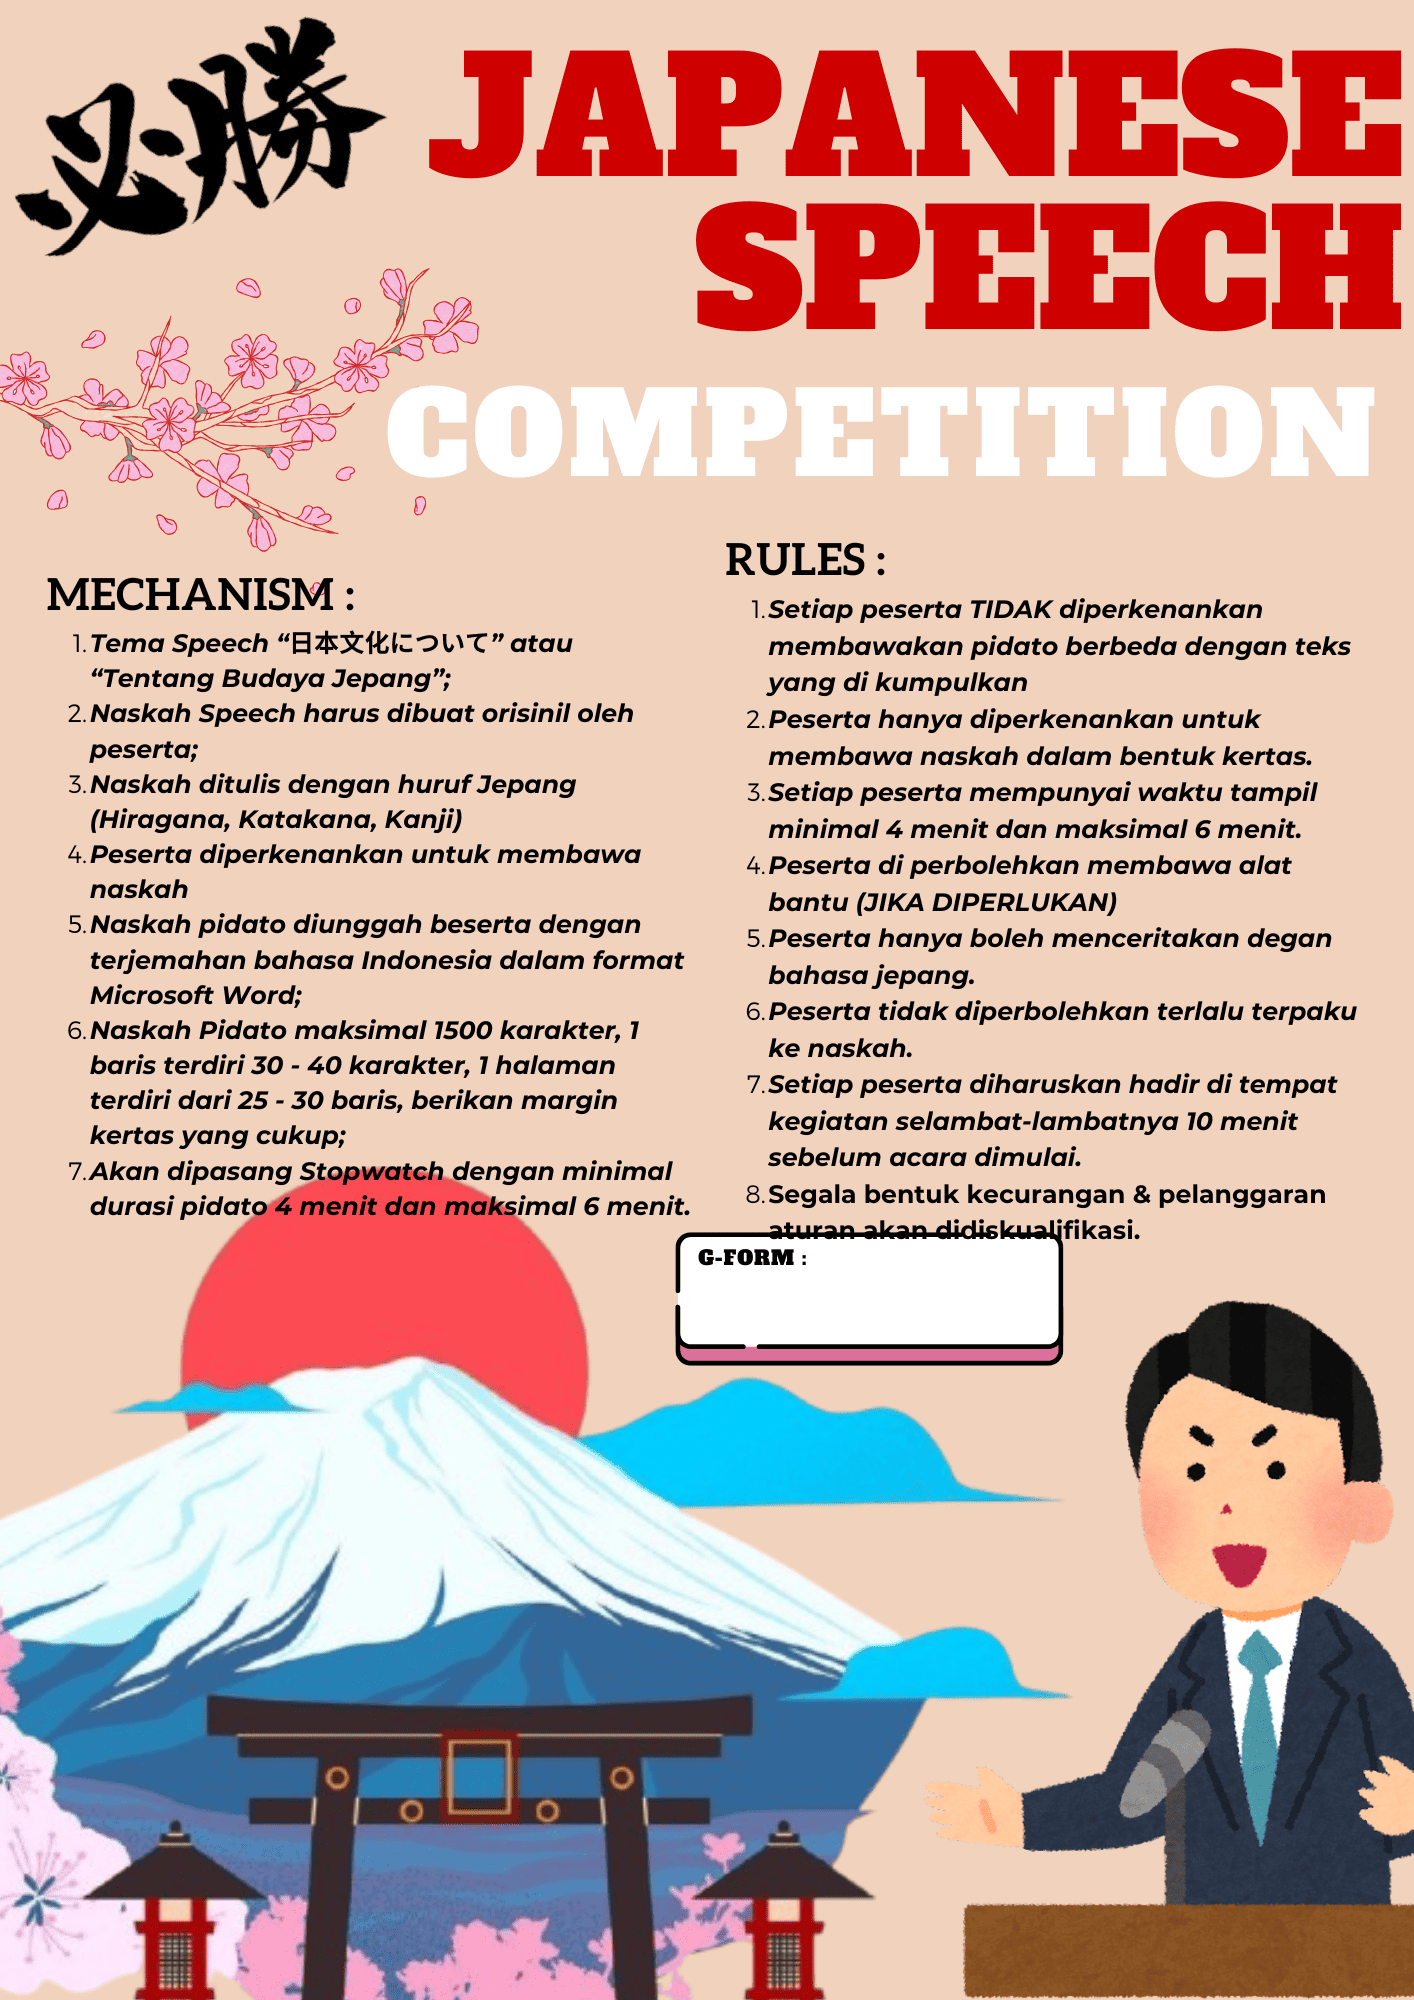 必勝
JAPANESE
SPEECH
COMPETITION
MECHANISM :
1. Tema Speech “日本文化について” atau
“Tentang Budaya Jepang”;
2. Naskah Speech harus dibuat orisinil oleh
peserta;
3. Naskah ditulis dengan huruf Jepang
(Hiragana, Katakana, Kanji)
4. Peserta diperkenankan untuk membawa
naskah
5. Naskah pidato diunggah beserta dengan
terjemahan bahasa Indonesia dalam format
Microsoft Word;
6. Naskah Pidato maksimal 1500 karakter, 1
baris terdiri 30 - 40 karakter, 1 halaman
terdiri dari 25 - 30 baris, berikan margin
kertas yang cukup;
7. Akan dipasang Stopwatch dengan minimal
durasi pidato 4 menit dan maksimal 6 menit.
RULES :
1. Setiap peserta TIDAK diperkenankan
membawakan pidato berbeda dengan teks
yang di kumpulkan
2. Peserta hanya diperkenankan untuk
membawa naskah dalam bentuk kertas.
3. Setiap peserta mempunyai waktu tampil
minimal 4 menit dan maksimal 6 menit.
4. Peserta di perbolehkan membawa alat
bantu (JIKA DIPERLUKAN)
5. Peserta hanya boleh menceritakan degan
bahasa jepang.
6. Peserta tidak diperbolehkan terlalu terpaku
ke naskah.
7. Setiap peserta diharuskan hadir di tempat
kegiatan selambat-lambatnya 10 menit
sebelum acara dimulai.
8. Segala bentuk kecurangan & pelanggaran
aturan akan didiskualifikasi.
G-FORM :